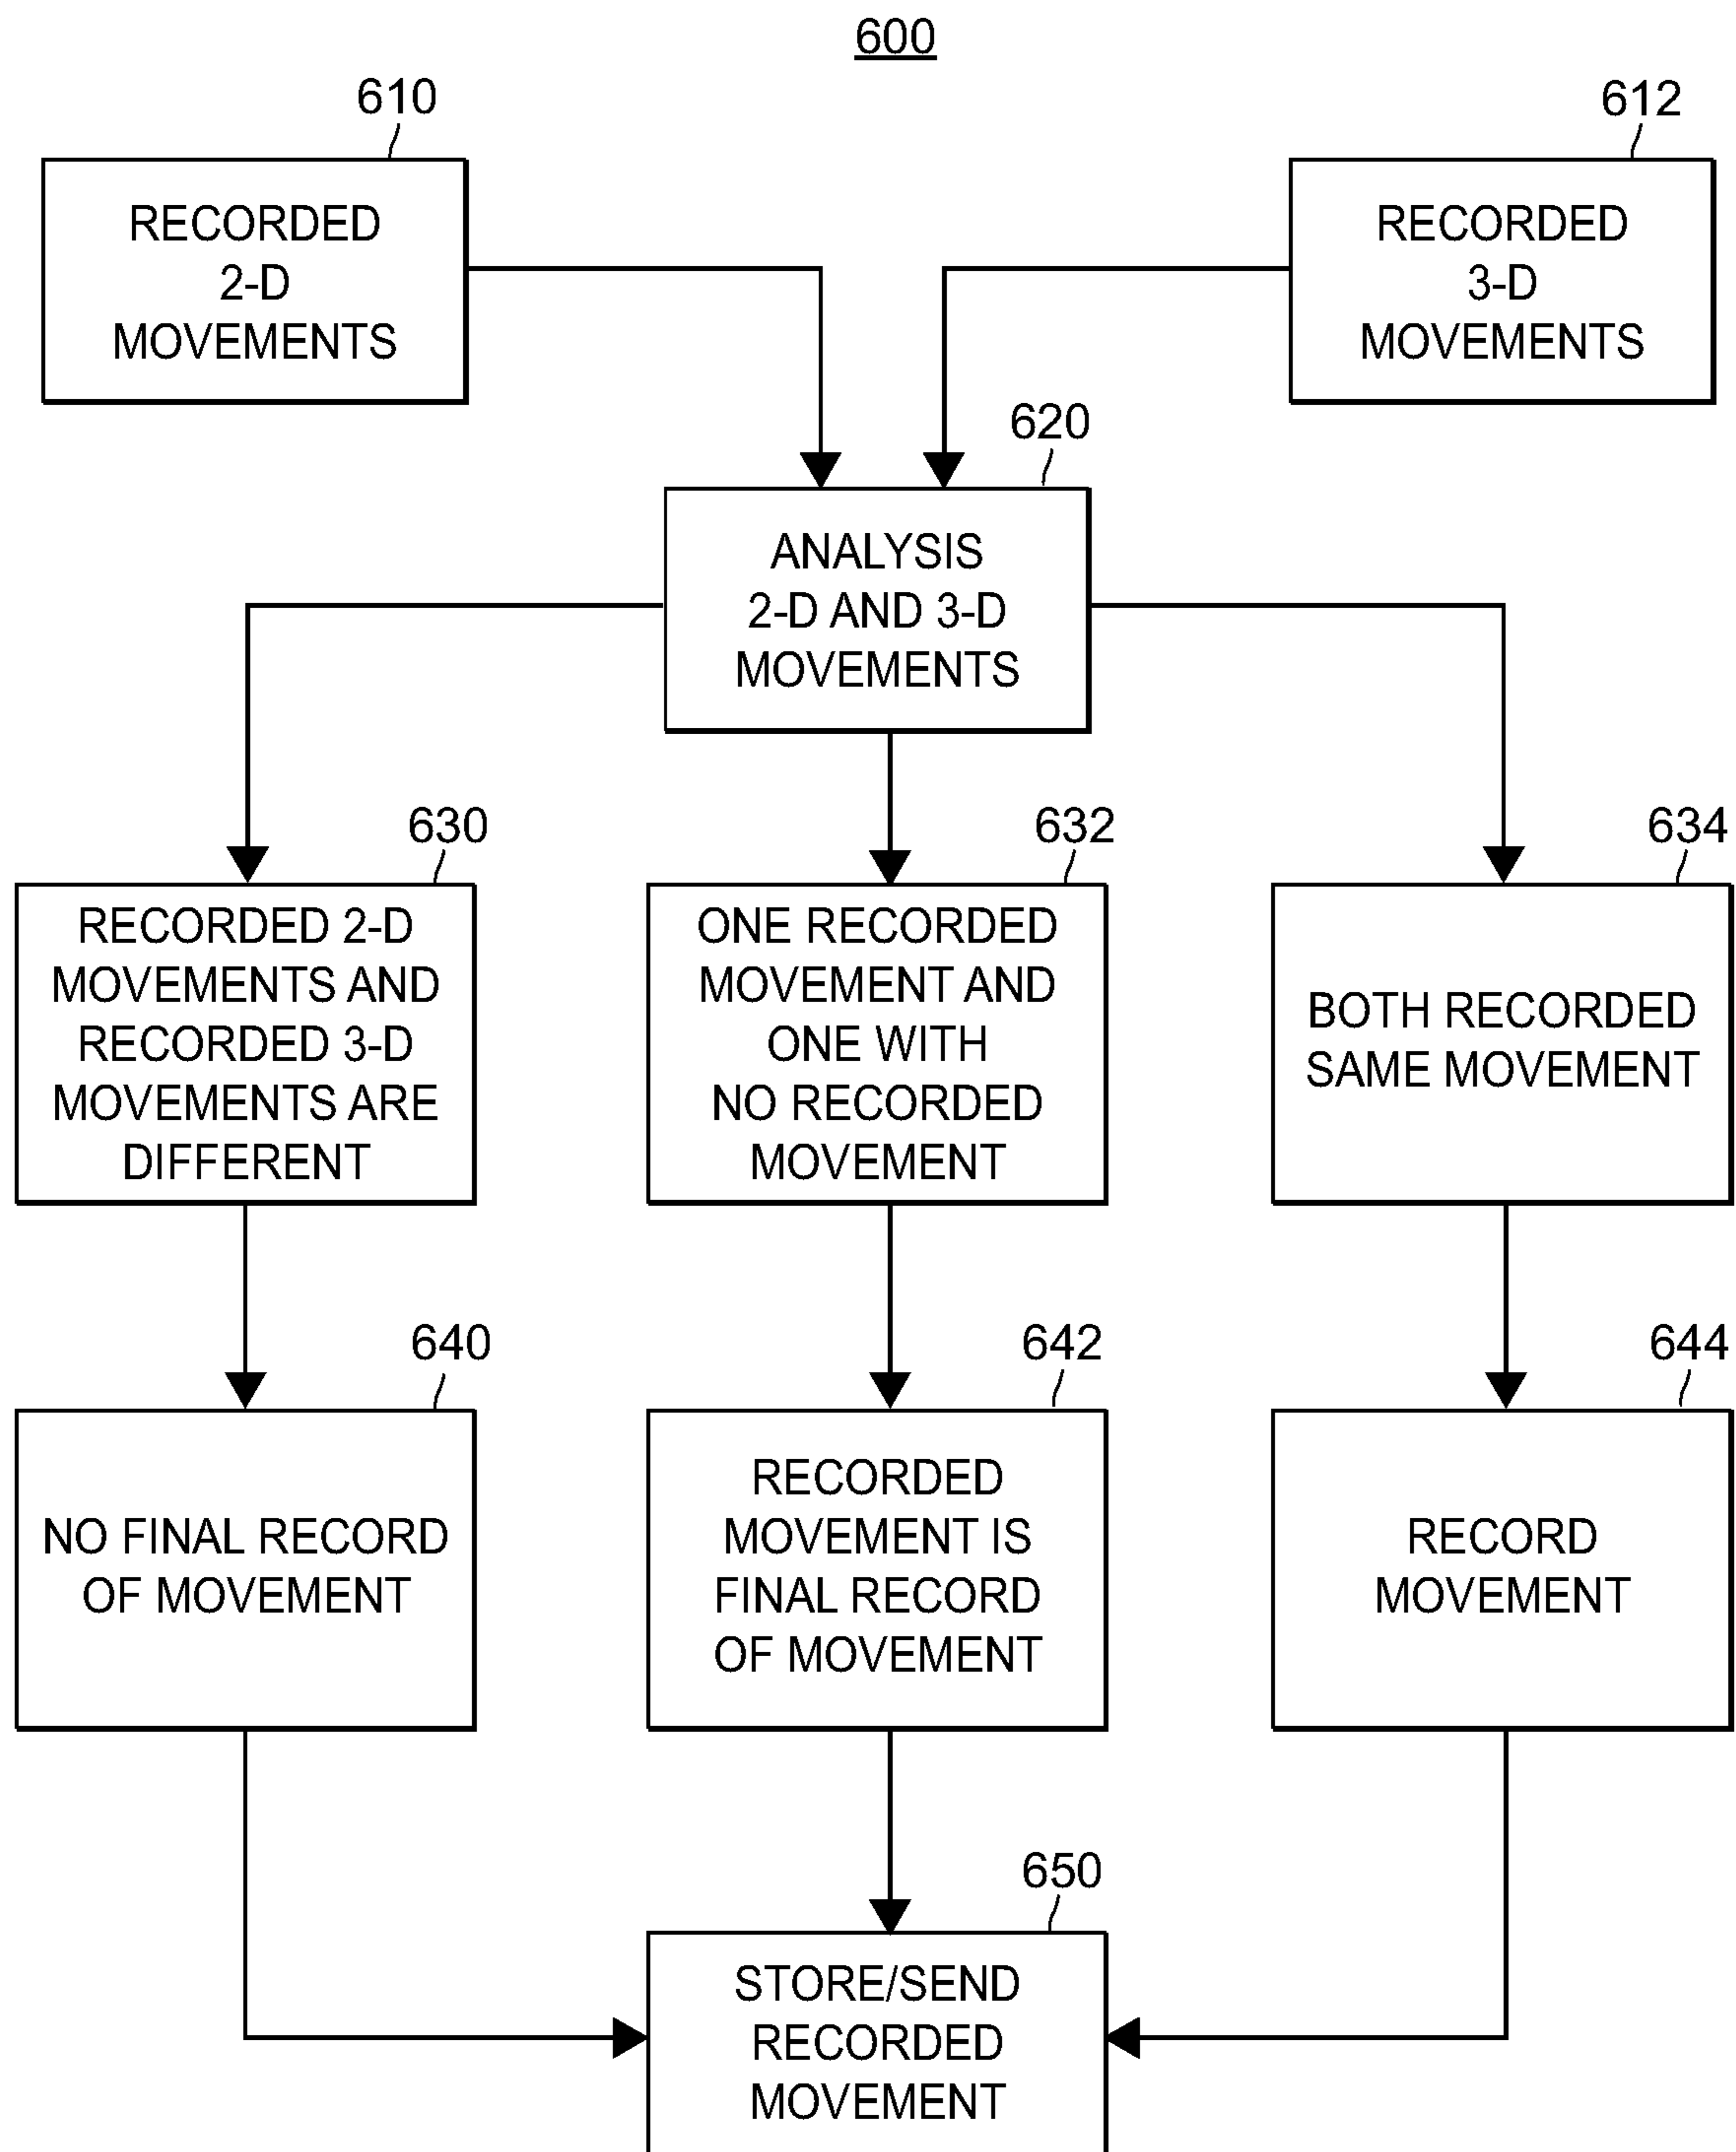 600
610
RECORDED
2-D
MOVEMENTS
612
RECORDED
3-D
MOVEMENTS
620
ANALYSIS
2-D AND 3-D
MOVEMENTS
630
RECORDED 2-D
MOVEMENTS AND
RECORDED 3-D
MOVEMENTS ARE
DIFFERENT
632
ONE RECORDED
MOVEMENT AND
ONE WITH
NO RECORDED
MOVEMENT
634
BOTH RECORDED
SAME MOVEMENT
640
NO FINAL RECORD
OF MOVEMENT
642
RECORDED
MOVEMENT IS
FINAL RECORD
OF MOVEMENT
644
RECORD
MOVEMENT
650
STORE/SEND
RECORDED
MOVEMENT